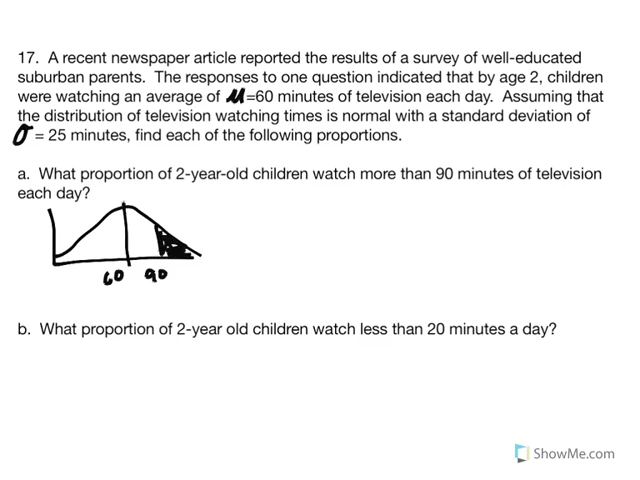 17.  A recent newspaper article reported the results of a survey of well-educated
suburban parents.  The responses to one question indicated that by age 2, children
were watching an average of μ=60 minutes of television each day.  Assuming that
the distribution of television watching times is normal with a standard deviation of
σ = 25 minutes, find each of the following proportions.
a.  What proportion of 2-year-old children watch more than 90 minutes of television
each day?
60 90
b.  What proportion of 2-year old children watch less than 20 minutes a day?
ShowMe.com